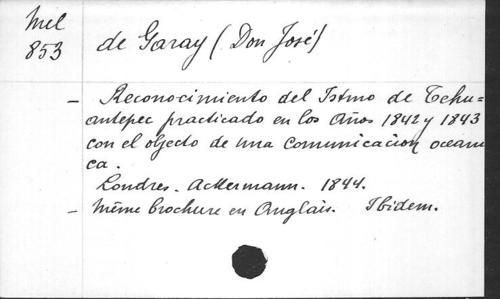 Mel
853
de Garay (Don José)
— Reconocimiento del Istmo de Tehu=
antepec practicado en los Años 1842 y 1843
con el objecto de una comunicacion oceani
ca.
Londres. Ackermann. 1844.
— Même brochure en Anglais. Ibidem.